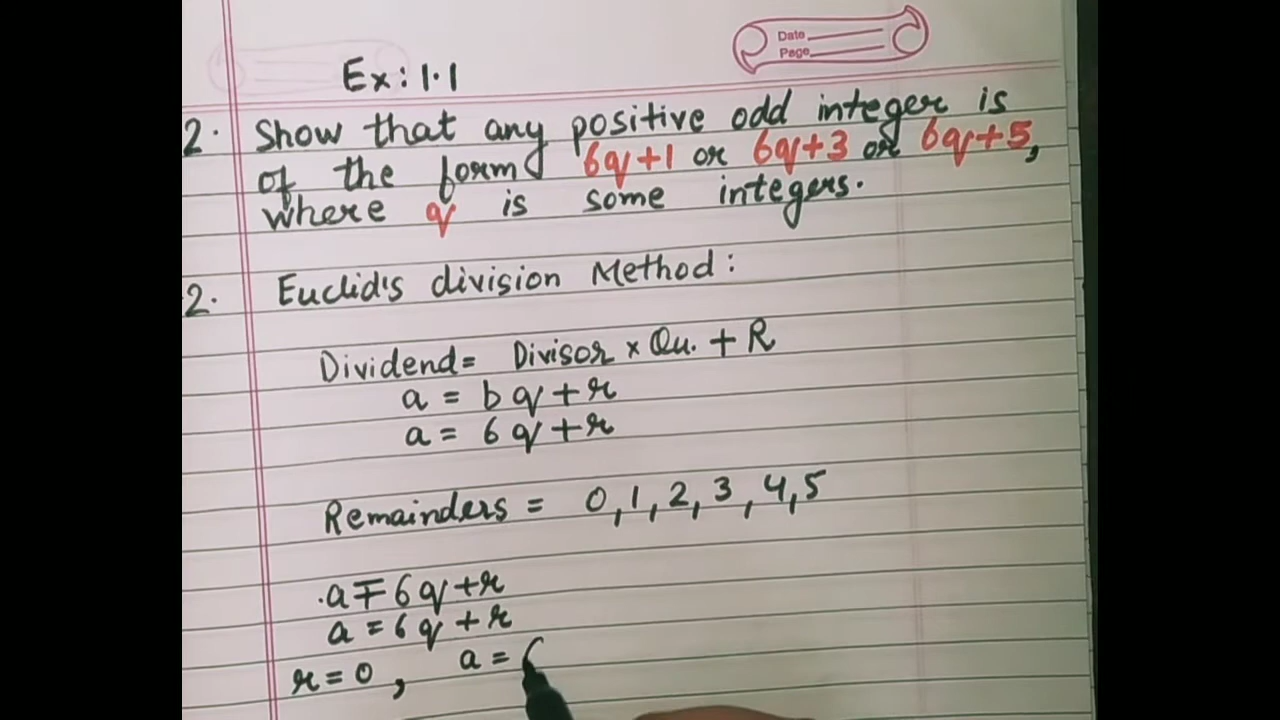 Date
Page
Ex: 1.1
2. Show that any positive odd integer is
of the form 6q+1 or 6q+3 or 6q+5,
where q is some integers.
2. Euclid's division Method:
Dividend= Divisor × Qu. + R
a = bq+r
a = 6q+r
Remainders = 0,1,2,3,4,5
.a∓6q+r
a=6q+r
r=0, a=